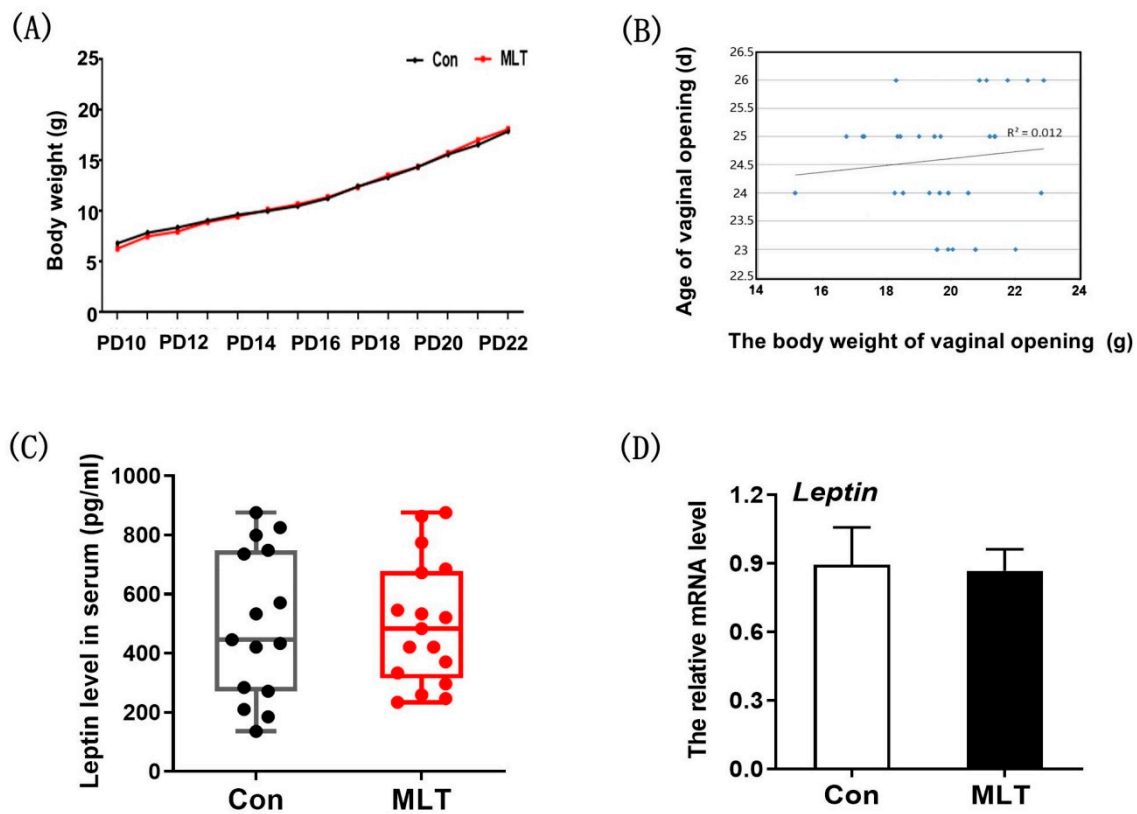 (A)
Body weight (g)
25
20
15
10
5
0
Con MLT
PD10 PD12 PD14 PD16 PD18 PD20 PD22
(B)
Age of vaginal opening (d)
26.5
26
25.5
25
24.5
24
23.5
23
22.5
R² = 0.012
14 16 18 20 22 24
The body weight of vaginal opening (g)
(C)
Leptin level in serum (pg/ml)
1000
800
600
400
200
0
Con MLT
(D)
The relative mRNA level
Leptin
1.2
0.9
0.6
0.3
0.0
Con MLT